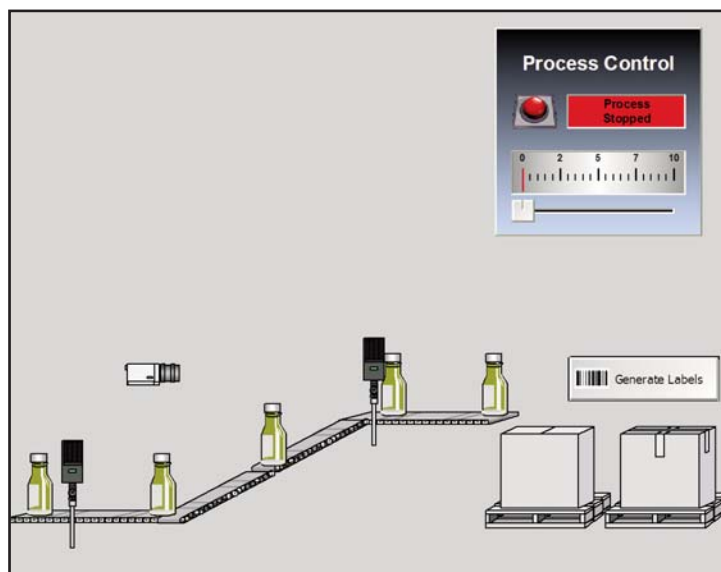 Process Control
Process
Stopped
0 2 5 7 10
Generate Labels